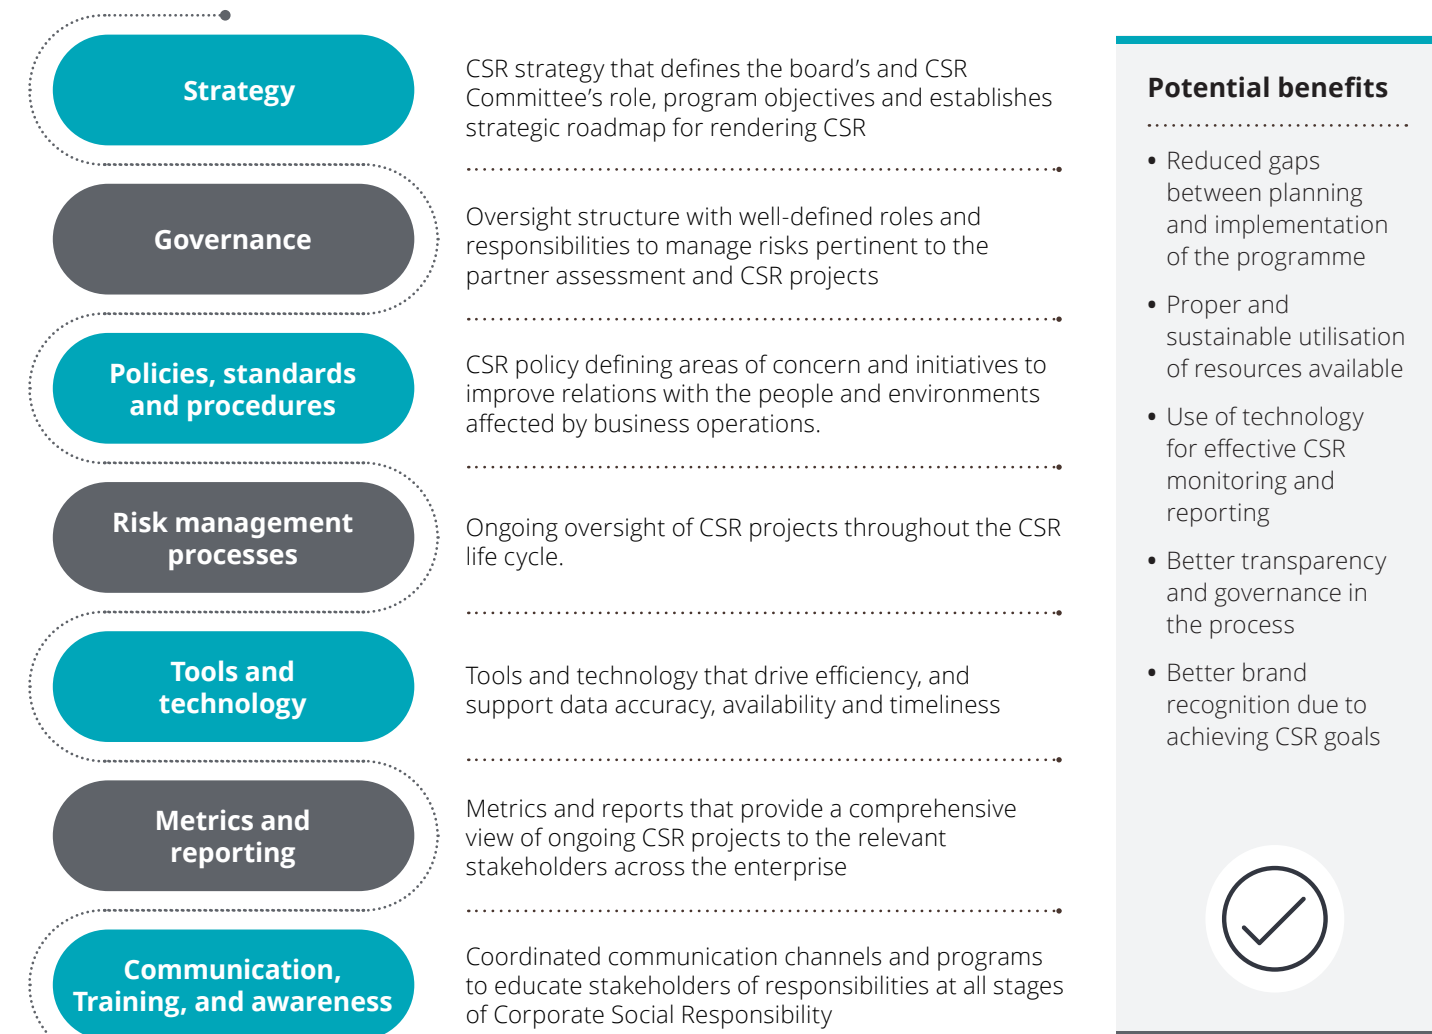 Strategy
CSR strategy that defines the board’s and CSR
Committee’s role, program objectives and establishes
strategic roadmap for rendering CSR
Governance
Oversight structure with well-defined roles and
responsibilities to manage risks pertinent to the
partner assessment and CSR projects
Policies, standards
and procedures
CSR policy defining areas of concern and initiatives to
improve relations with the people and environments
affected by business operations.
Risk management
processes
Ongoing oversight of CSR projects throughout the CSR
life cycle.
Tools and
technology
Tools and technology that drive efficiency, and
support data accuracy, availability and timeliness
Metrics and
reporting
Metrics and reports that provide a comprehensive
view of ongoing CSR projects to the relevant
stakeholders across the enterprise
Communication,
Training, and awareness
Coordinated communication channels and programs
to educate stakeholders of responsibilities at all stages
of Corporate Social Responsibility
Potential benefits
• Reduced gaps
between planning
and implementation
of the programme
• Proper and
sustainable utilisation
of resources available
• Use of technology
for effective CSR
monitoring and
reporting
• Better transparency
and governance in
the process
• Better brand
recognition due to
achieving CSR goals